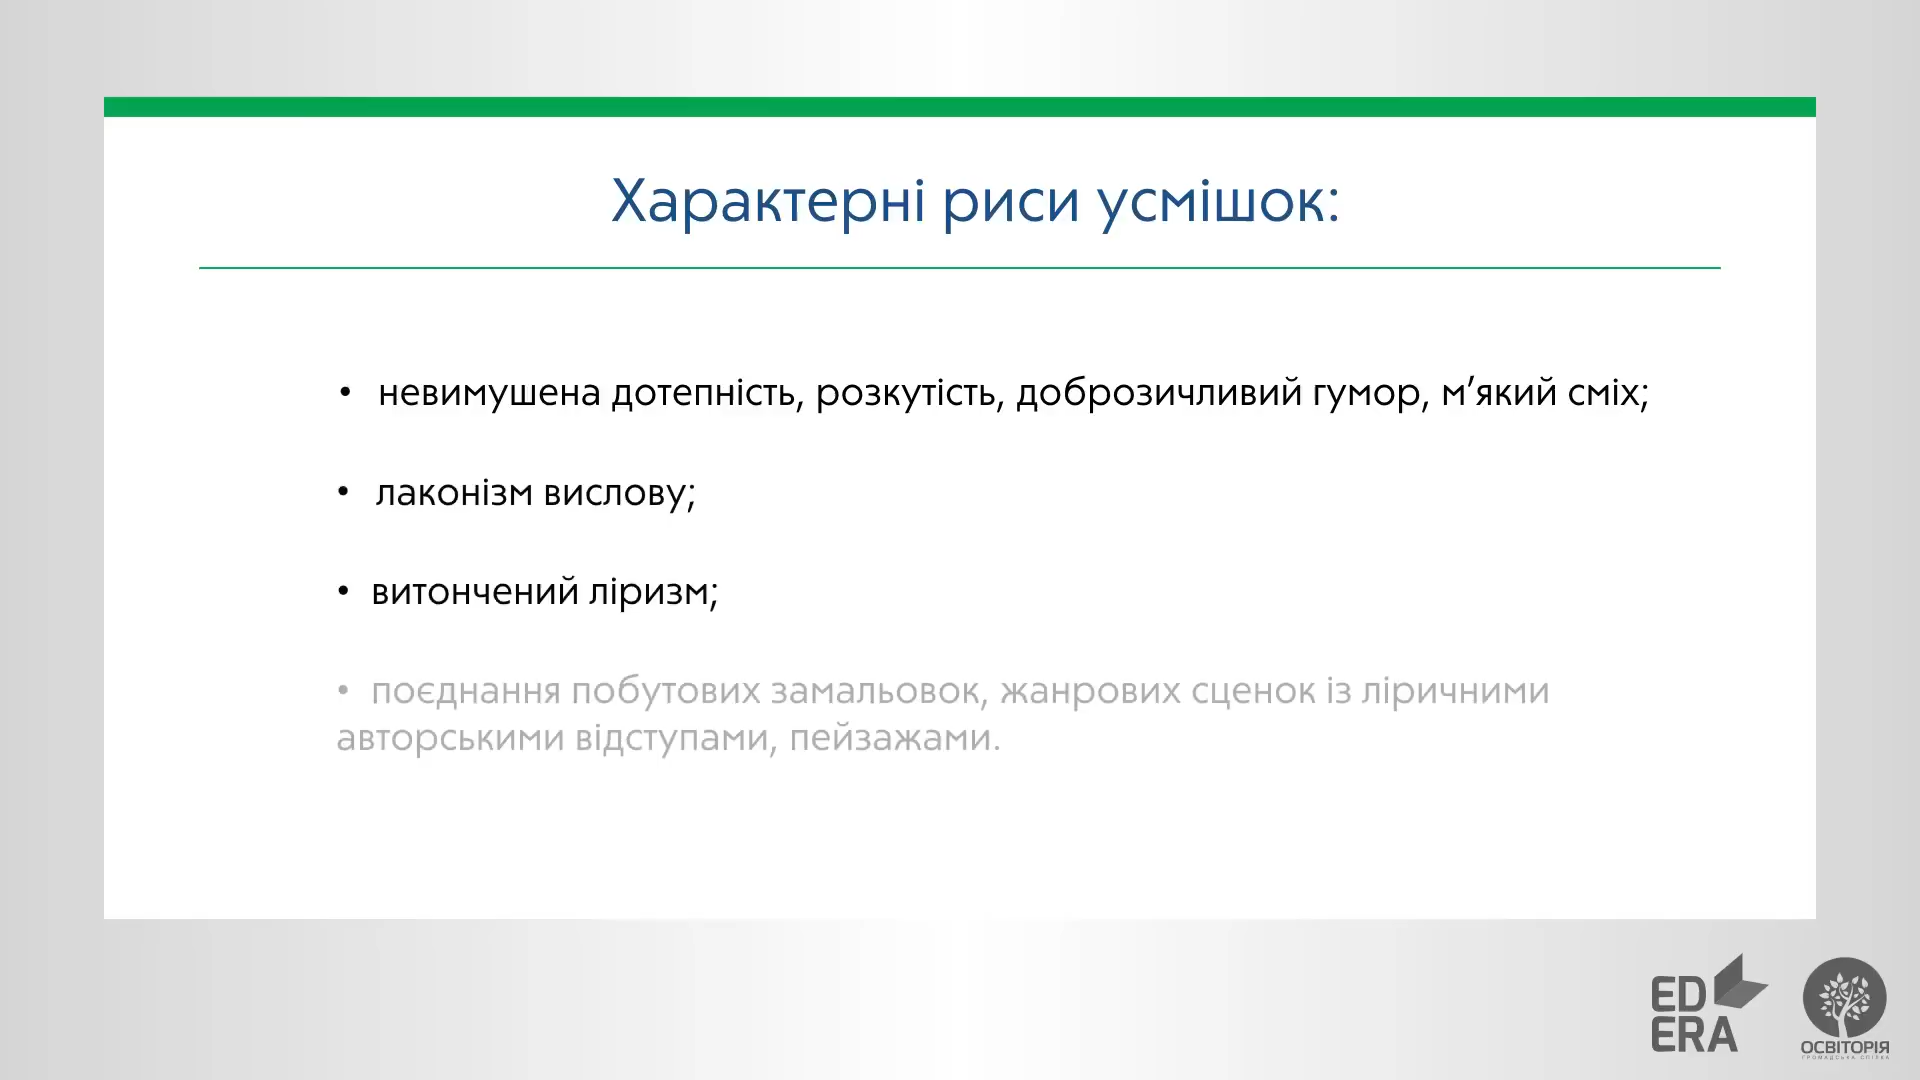 Характерні риси усмішок:
• невимушена дотепність, розкутість, доброзичливий гумор, м’який сміх;
• лаконізм вислову;
• витончений ліризм;
• поєднання побутових замальовок, жанрових сценок із ліричними
авторськими відступами, пейзажами.
ED
ERA
ОСВІТОРІЯ
ГРОМАДСЬКА СПІЛКА